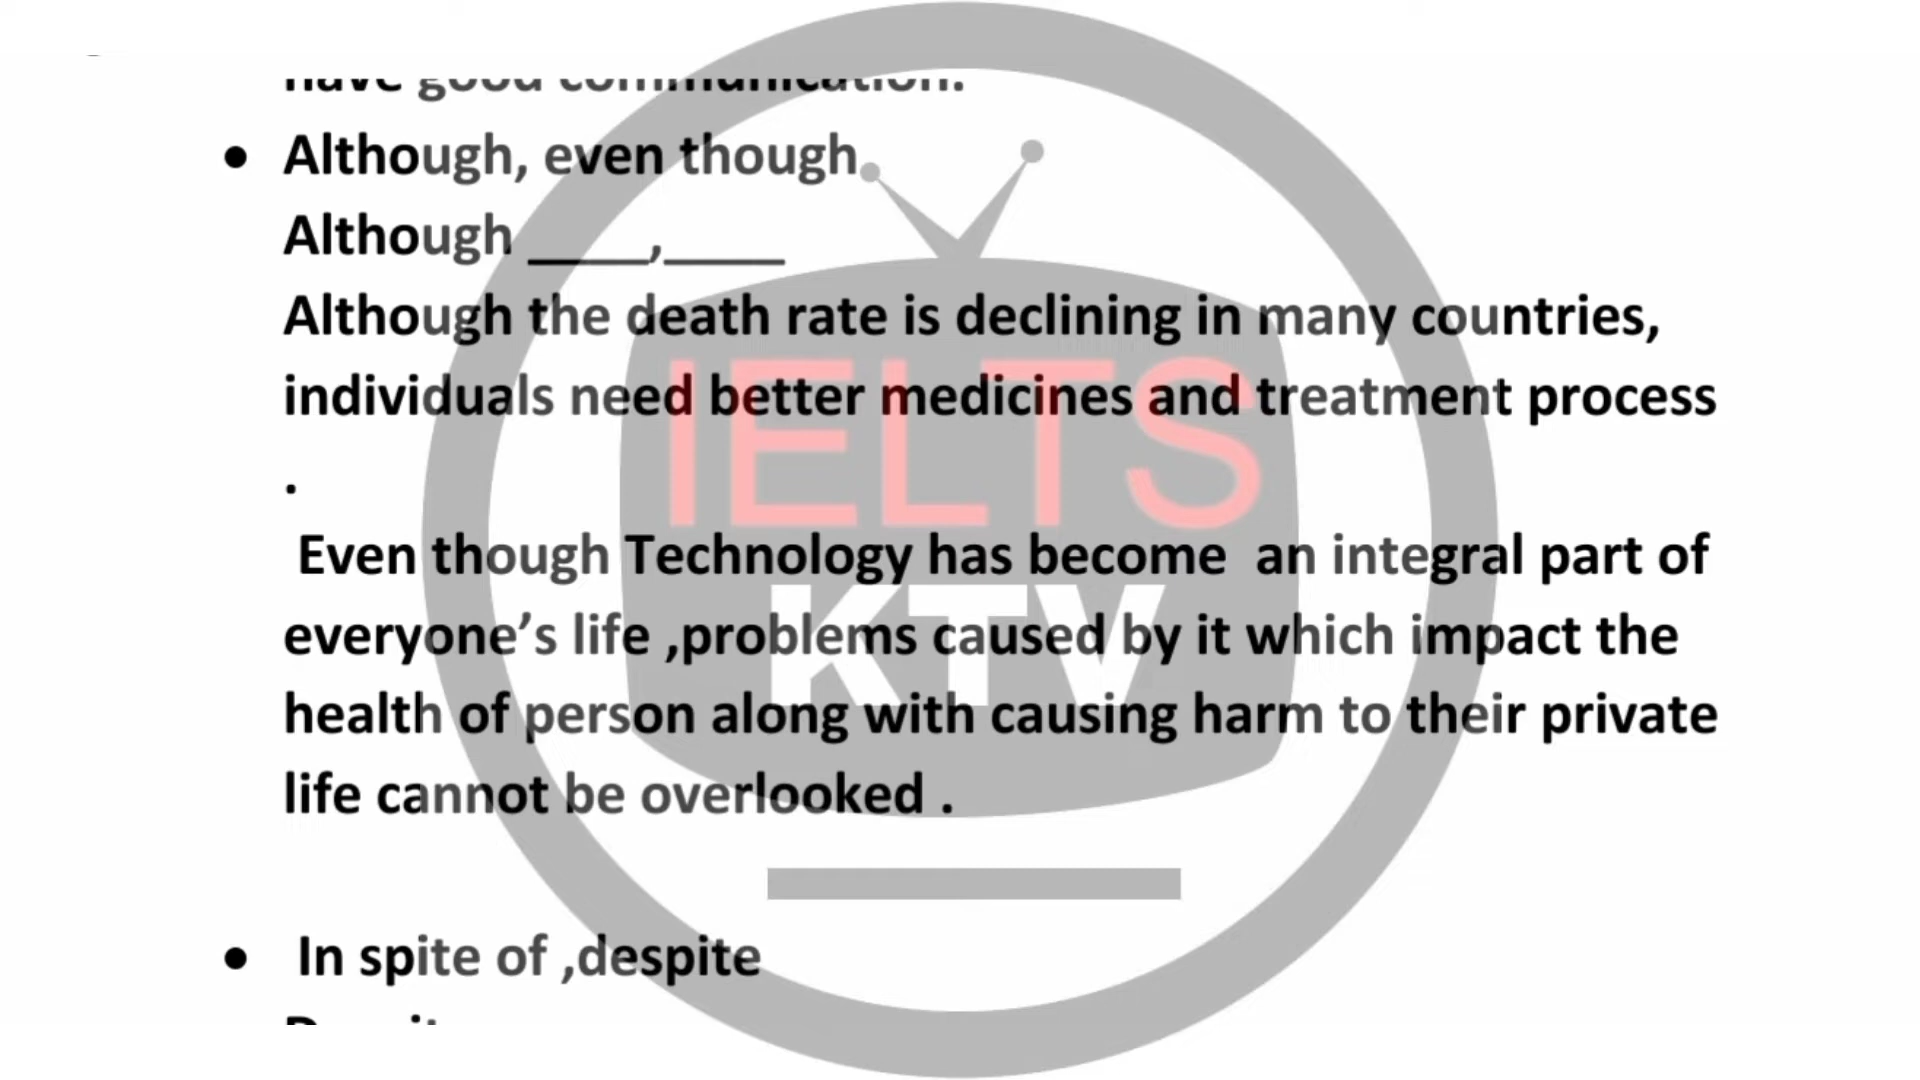 have good communication.
Although, even though
Although ____,____
Although the death rate is declining in many countries,
individuals need better medicines and treatment process
.
Even though Technology has become  an integral part of
everyone’s life ,problems caused by it which impact the
health of person along with causing harm to their private
life cannot be overlooked .
In spite of ,despite
IELTS
KTV